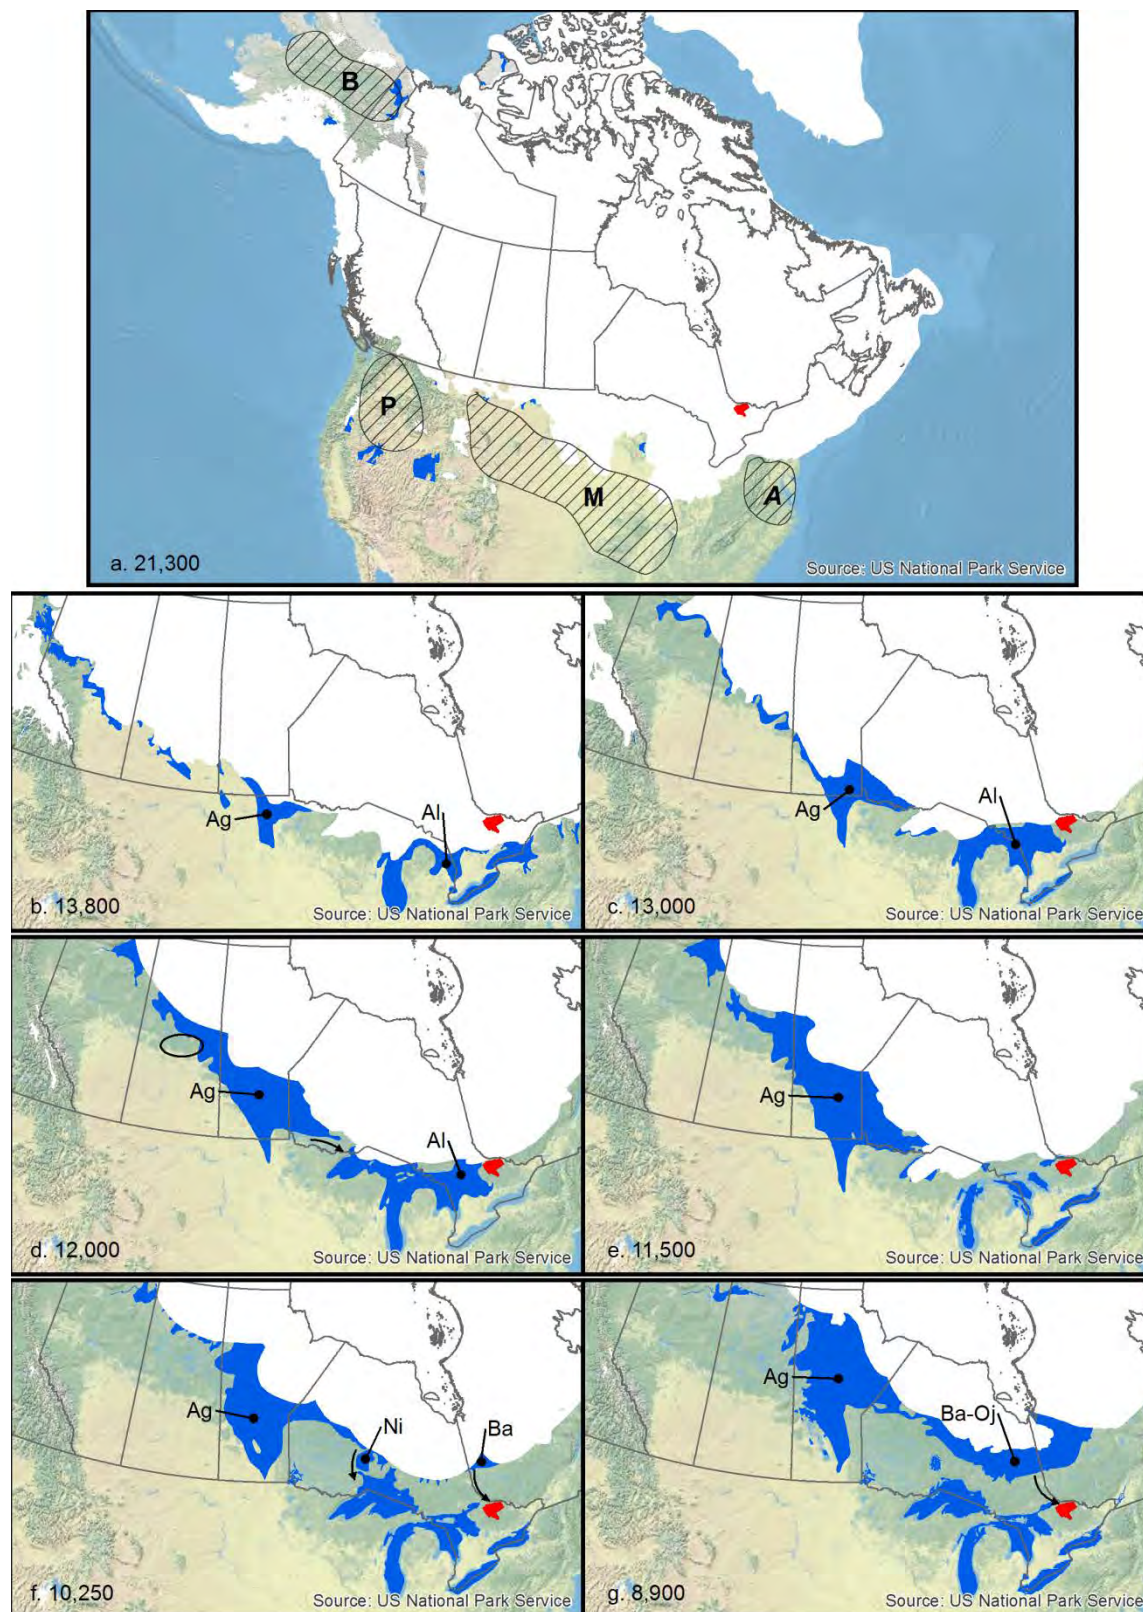 B
P
M
A
a. 21,300
Source: US National Park Service
Ag
Al
b. 13,800
Source: US National Park Service
Ag
Al
c. 13,000
Source: US National Park Service
Ag
Al
d. 12,000
Source: US National Park Service
Ag
e. 11,500
Source: US National Park Service
Ag
Ni
Ba
f. 10,250
Source: US National Park Service
Ag
Ba-Oj
g. 8,900
Source: US National Park Service